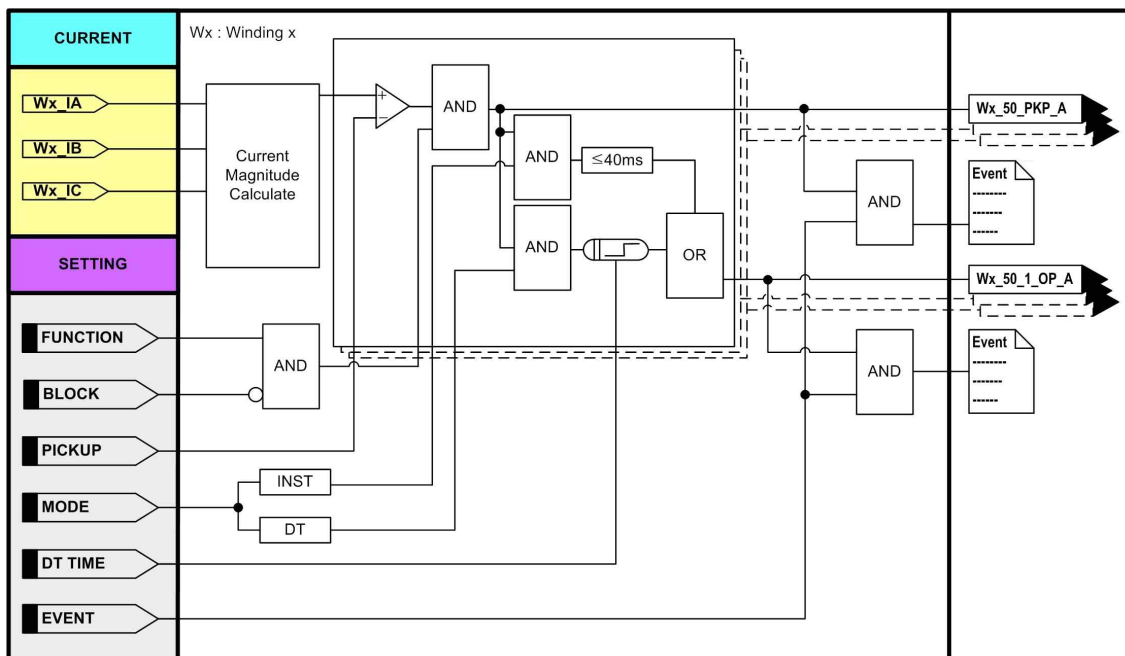 CURRENT
Wx : Winding x
Wx_IA
Wx_IB
Wx_IC
Current
Magnitude
Calculate
+
−
AND
AND
≤40ms
AND
OR
Wx_50_PKP_A
AND
Event
--------
-------
------
SETTING
Wx_50_1_OP_A
FUNCTION
AND
BLOCK
AND
Event
--------
-------
------
PICKUP
MODE
INST
DT
DT TIME
EVENT